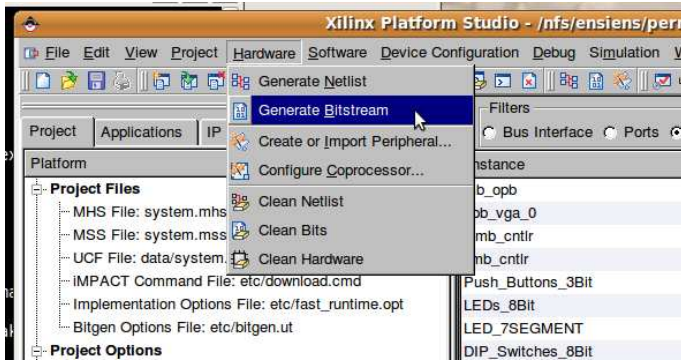 Xilinx Platform Studio - /nfs/ensiens/per
File Edit View Project Hardware Software Device Configuration Debug Simulation
Generate Netlist
Generate Bitstream
Create or Import Peripheral...
Configure Coprocessor...
Clean Netlist
Clean Bits
Clean Hardware
Filters
Bus Interface Ports
Project Applications IP
Platform
Project Files
MHS File: system.mhs
MSS File: system.mss
UCF File: data/system.
iMPACT Command File: etc/download.cmd
Implementation Options File: etc/fast_runtime.opt
Bitgen Options File: etc/bitgen.ut
Project Options
nstance
b_opb
pb_vga_0
mb_cntlr
mb_cntlr
Push_Buttons_3Bit
LEDs_8Bit
LED_7SEGMENT
DIP_Switches_8Bit